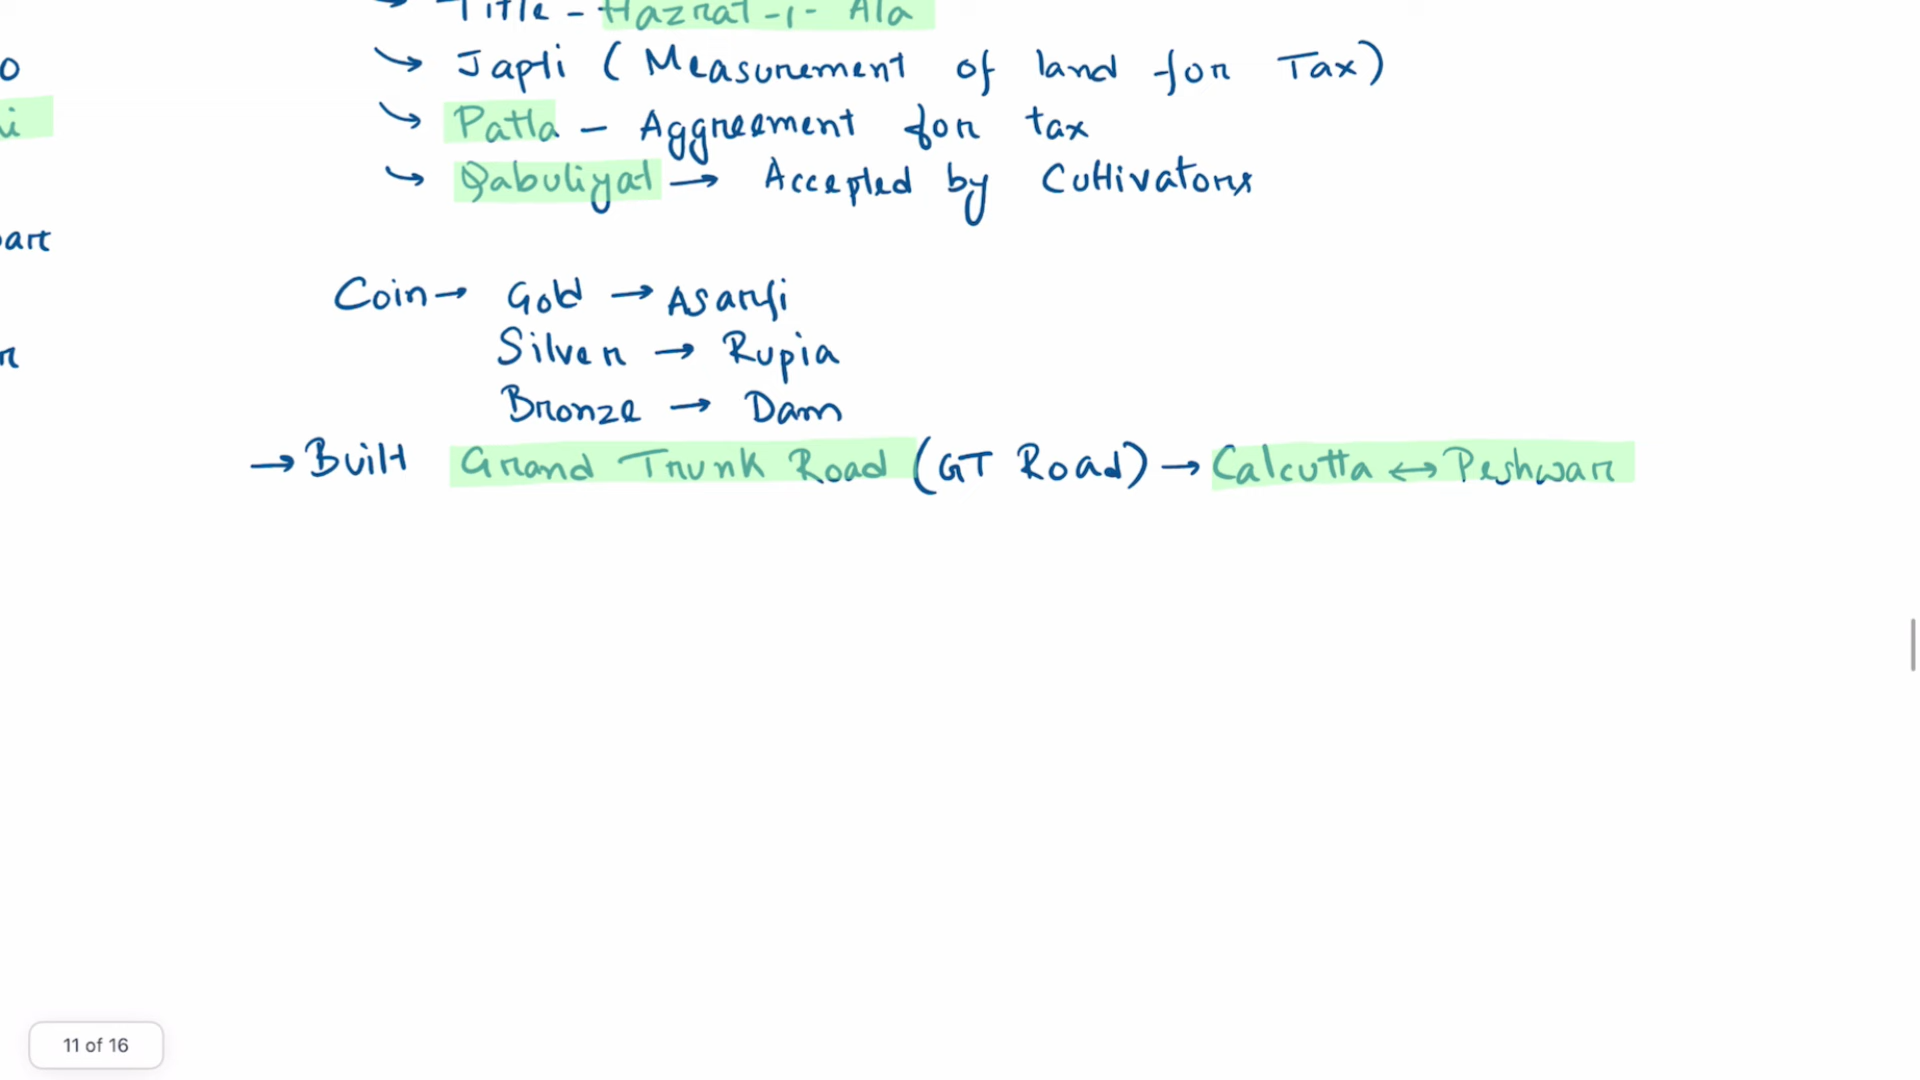 Title - Hazrat-i- Ala
Japti ( Measurement of land for Tax )
Patta - Aggreement for tax
Qabuliyat → Accepted by Cultivators
Coin → Gold → Asarfi
Silver → Rupia
Bronze → Dam
→ Built Grand Trunk Road (GT Road) → Calcutta ↔ Peshwar
o
i
art
r
11 of 16